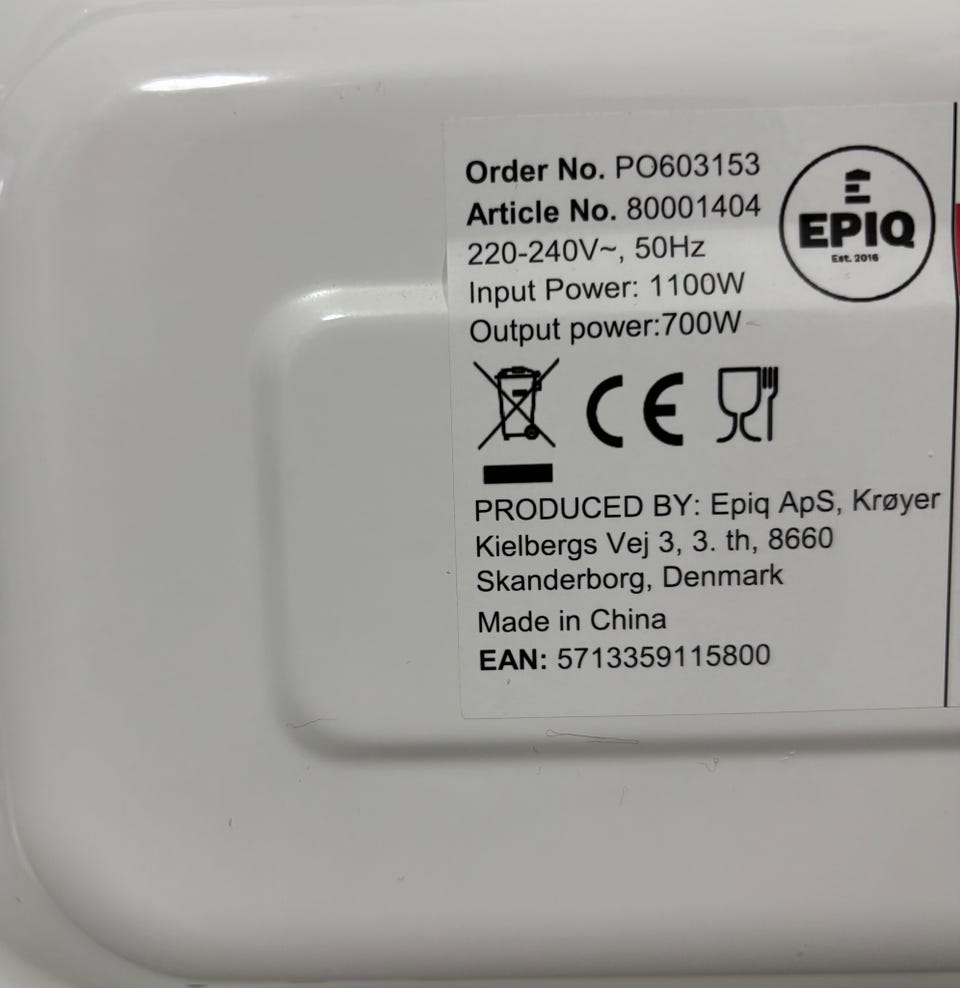 Order No. PO603153
Article No. 80001404
220-240V~, 50Hz
Input Power: 1100W
Output power:700W
EPIQ
Est. 2016
CE
PRODUCED BY: Epiq ApS, Krøyer
Kielbergs Vej 3, 3. th, 8660
Skanderborg, Denmark
Made in China
EAN: 5713359115800